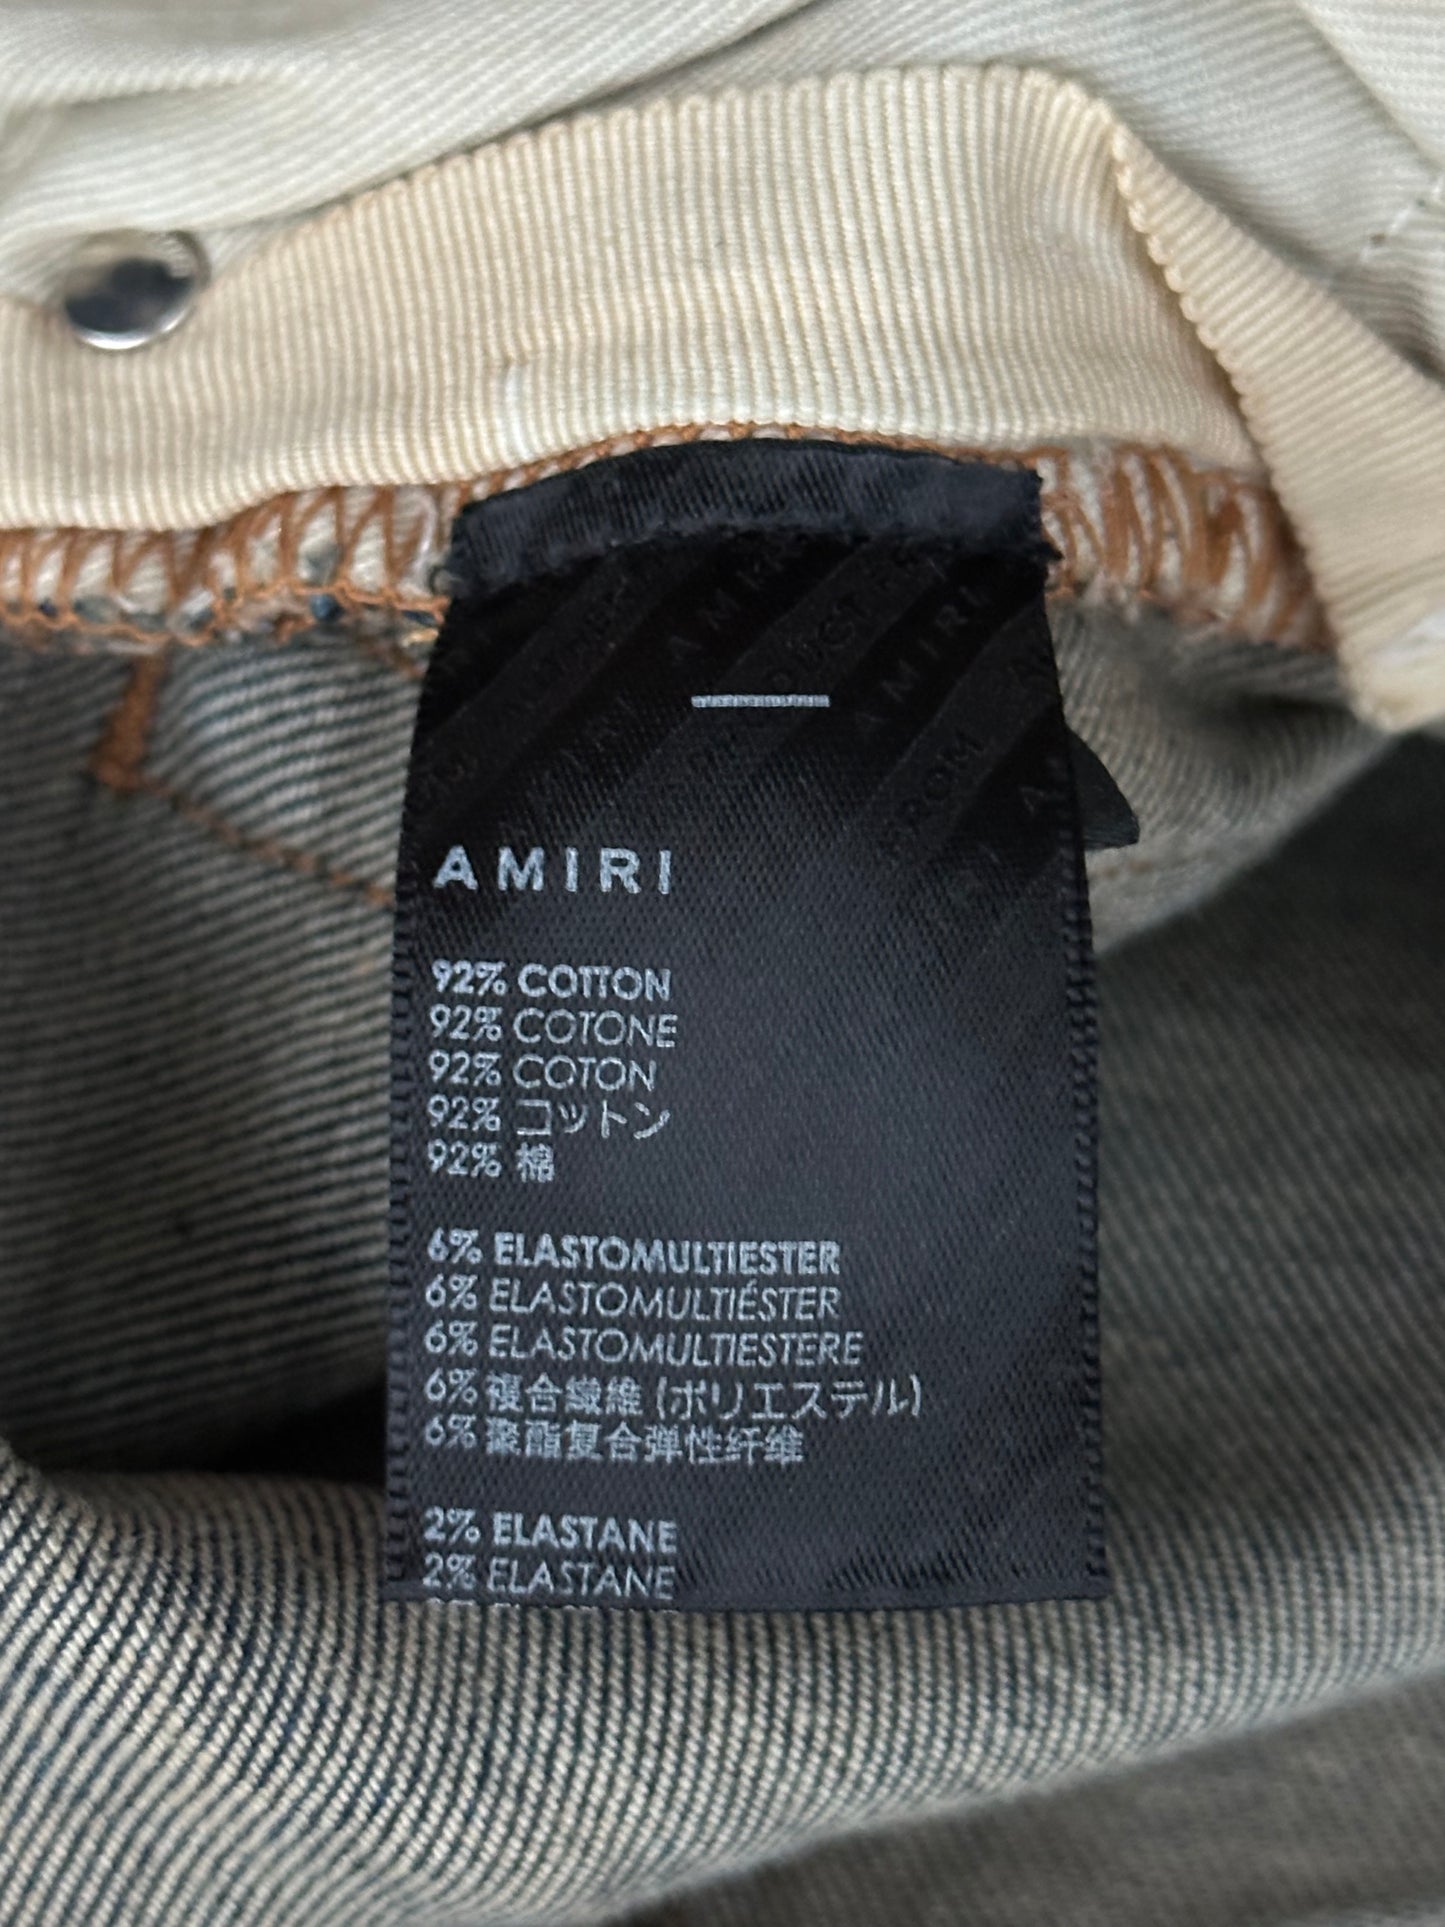 AMIRI
92% COTTON
92% COTONE
92% COTON
92% コットン
92% 棉
6% ELASTOMULTIESTER
6% ELASTOMULTIÉSTER
6% ELASTOMULTIESTERE
6% 複合繊維 (ポリエステル)
6% 聚酯复合弹性纤维
2% ELASTANE
2% ELASTANE